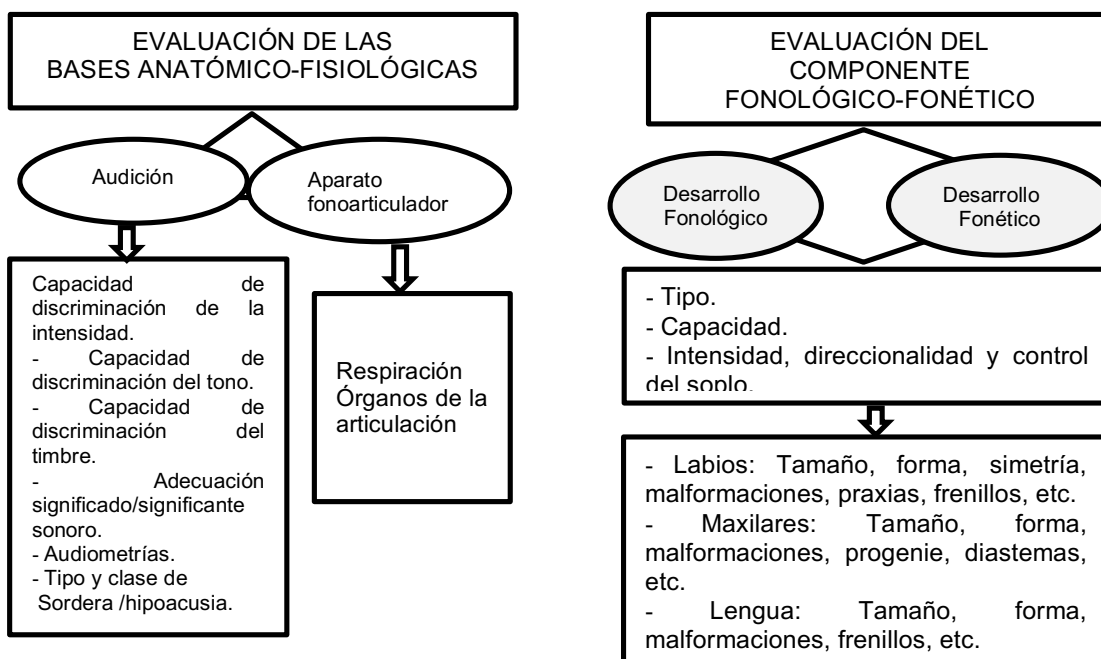 EVALUACIÓN DE LAS
BASES ANATÓMICO-FISIOLÓGICAS
Audición
Aparato
fonoarticulador
Capacidad de
discriminación de la
intensidad.
- Capacidad de
discriminación del tono.
- Capacidad de
discriminación del
timbre.
- Adecuación
significado/significante
sonoro.
- Audiometrías.
- Tipo y clase de
Sordera /hipoacusia.
Respiración
Órganos de la
articulación
EVALUACIÓN DEL
COMPONENTE
FONOLÓGICO-FONÉTICO
Desarrollo
Fonológico
Desarrollo
Fonético
- Tipo.
- Capacidad.
- Intensidad, direccionalidad y control
del soplo.
- Labios: Tamaño, forma, simetría,
malformaciones, praxias, frenillos, etc.
- Maxilares: Tamaño, forma,
malformaciones, progenie, diastemas,
etc.
- Lengua: Tamaño, forma,
malformaciones, frenillos, etc.